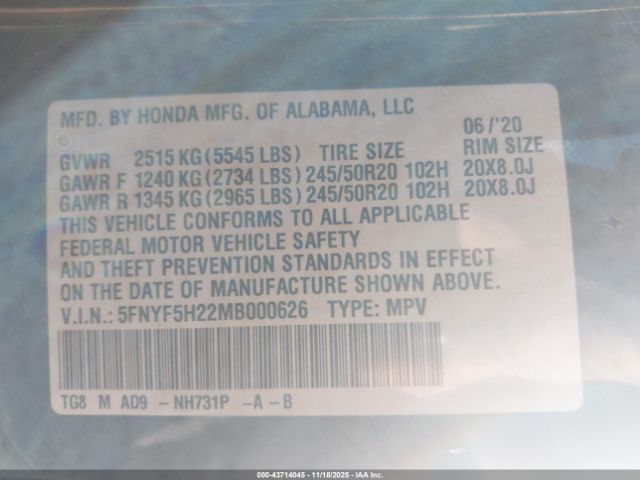 MFD. BY HONDA MFG. OF ALABAMA, LLC
06/'20
GVWR 2515 KG (5545 LBS) TIRE SIZE RIM SIZE
GAWR F 1240 KG (2734 LBS) 245/50R20 102H 20X8.0J
GAWR R 1345 KG (2965 LBS) 245/50R20 102H 20X8.0J
THIS VEHICLE CONFORMS TO ALL APPLICABLE
FEDERAL MOTOR VEHICLE SAFETY
AND THEFT PREVENTION STANDARDS IN EFFECT
ON THE DATE OF MANUFACTURE SHOWN ABOVE.
V.I.N.: 5FNYF5H22MB000626 TYPE: MPV
TG8 M AD9 -NH731P -A-B
000-43714045 - 11/18/2025 - IAA Inc.